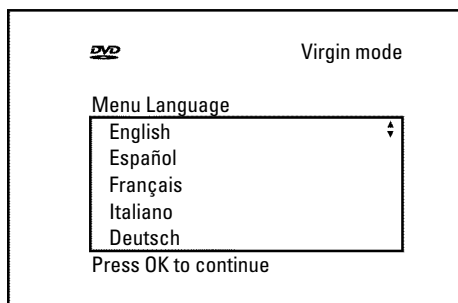 DVD Virgin mode
Menu Language
English
Español
Français
Italiano
Deutsch
Press OK to continue